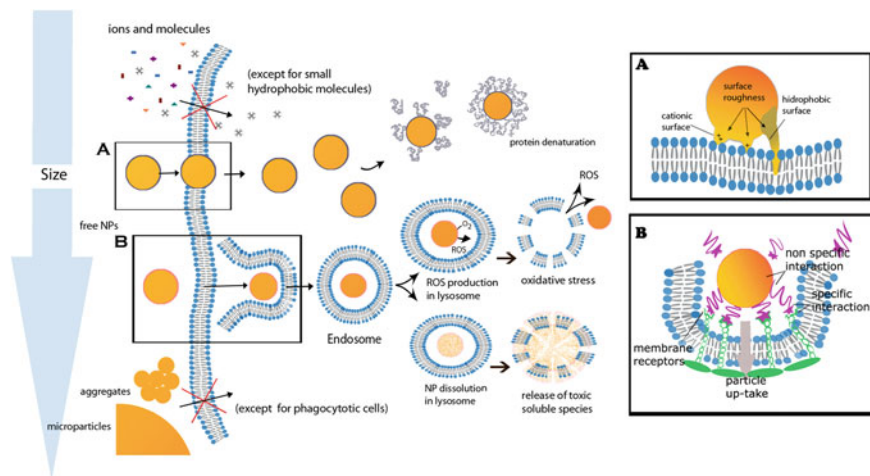 ions and molecules
(except for small
hydrophobic molecules)
protein denaturation
A
Size
free NPs
B
Endosome
O2
ROS
ROS production
in lysosome
ROS
oxidative stress
NP dissolution
in lysosome
release of toxic
soluble species
aggregates
(except for phagocytotic cells)
microparticles
A
surface
roughness
hidrophobic
surface
cationic
surface
B
non specific
interaction
specific
interaction
membrane
receptors
particle
up-take